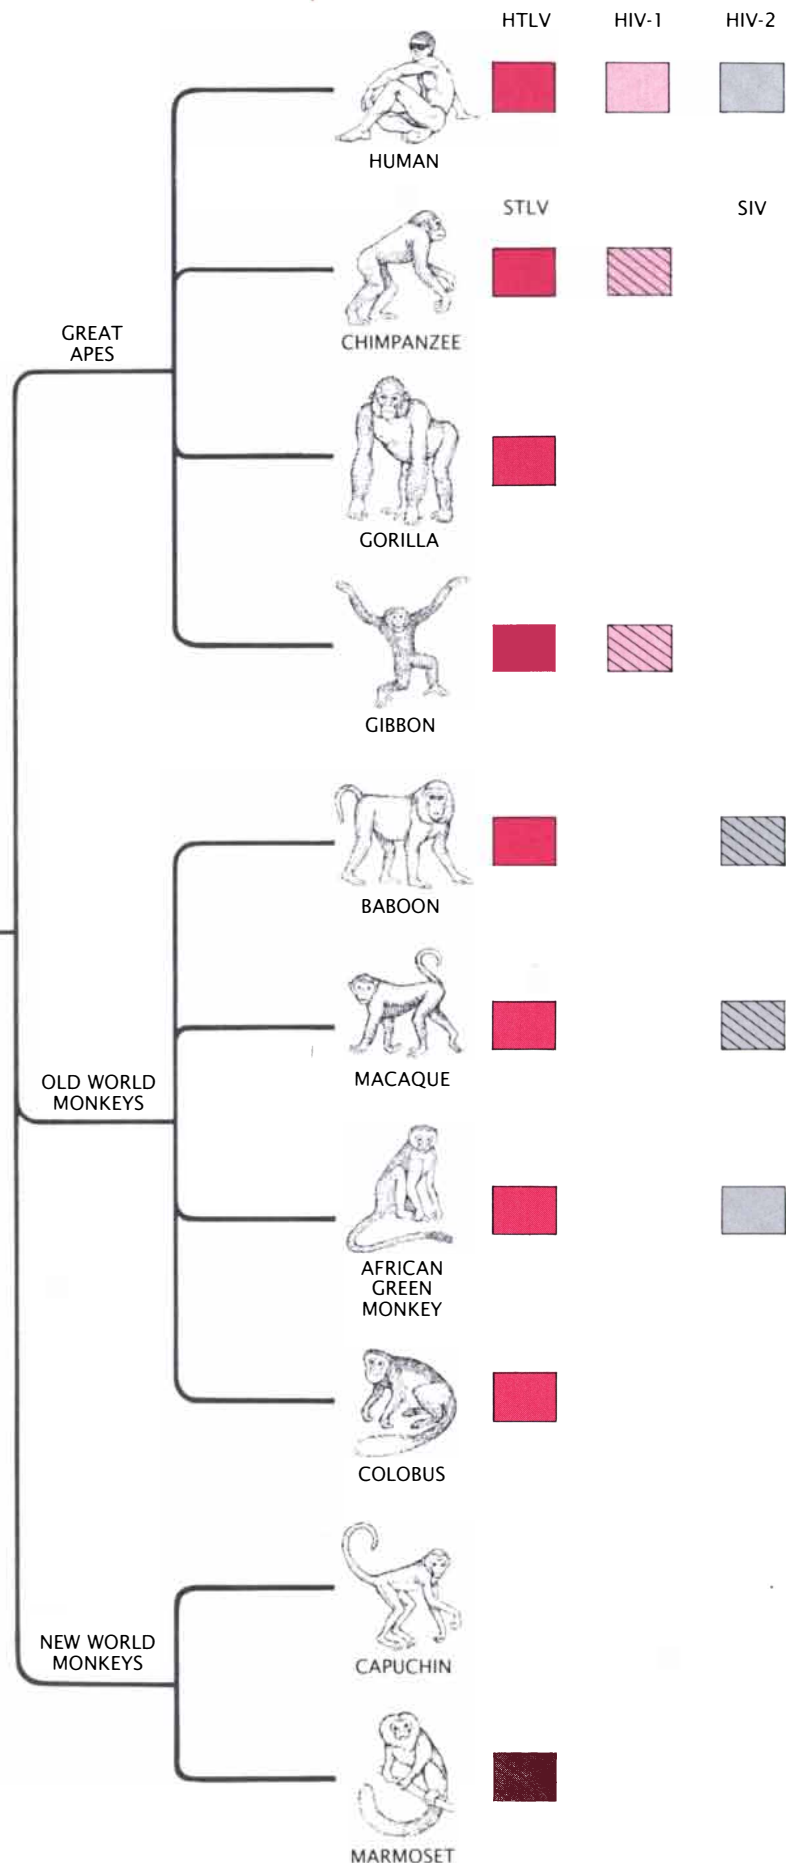 HTLV HIV-1 HIV-2
HUMAN
STLV SIV
CHIMPANZEE
GREAT
APES
GORILLA
GIBBON
BABOON
MACAQUE
OLD WORLD
MONKEYS
AFRICAN
GREEN
MONKEY
COLOBUS
CAPUCHIN
NEW WORLD
MONKEYS
MARMOSET